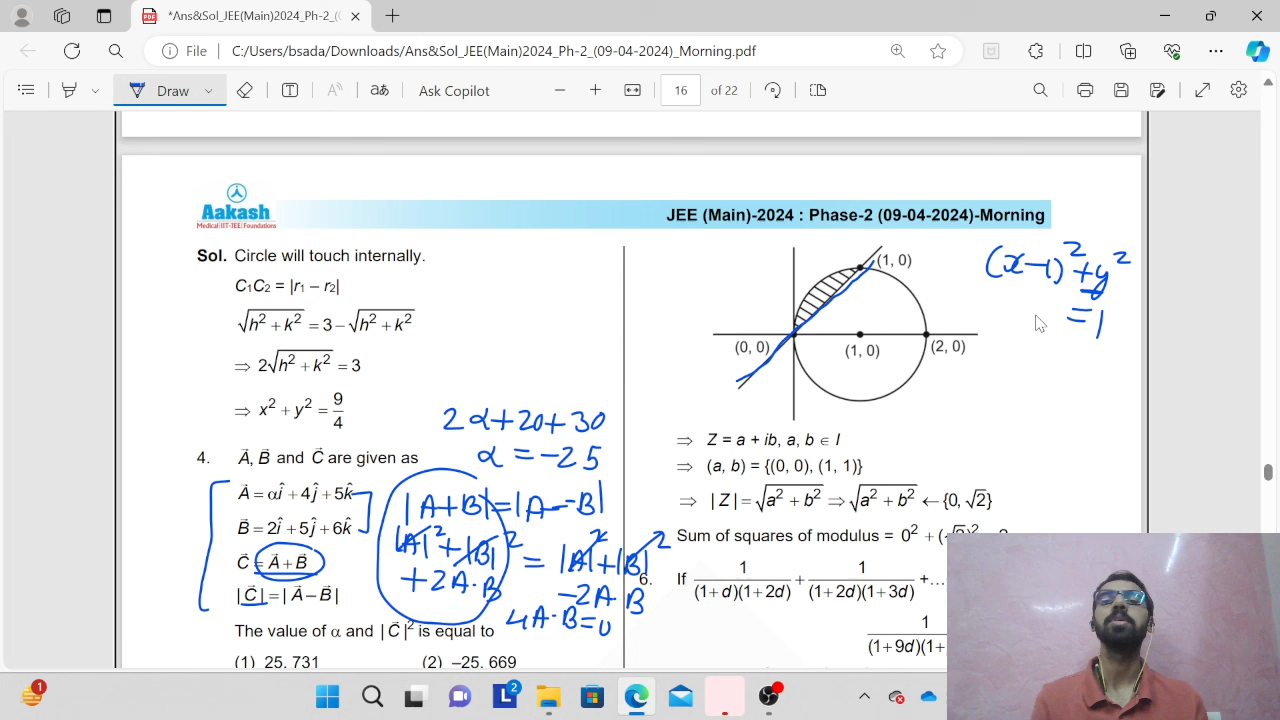 *Ans&Sol_JEE(Main)2024_Ph-2_(0
File C:/Users/bsada/Downloads/Ans&Sol_JEE(Main)2024_Ph-2_(09-04-2024)_Morning.pdf
Draw Ask Copilot 16 of 22
Aakash
Medical|IIT-JEE|Foundations
JEE (Main)-2024 : Phase-2 (09-04-2024)-Morning
Sol. Circle will touch internally.
C₁C₂ = |r₁ – r₂|
√(h² + k²) = 3 – √(h² + k²)
⇒ 2√(h² + k²) = 3
⇒ x² + y² = 9/4
2α+20+30
α = -25
4. A⃗, B⃗ and C⃗ are given as
A⃗ = αî + 4ĵ + 5k̂
B⃗ = 2î + 5ĵ + 6k̂
C⃗ = A⃗ + B⃗
|C⃗| = | A⃗ – B⃗ |
|A+B| = |A-B|
|A|² + |B|² + 2A·B = |A|² + |B|² - 2A·B
4A·B = 0
The value of α and | C⃗ |² is equal to
(1) 25, 731 (2) –25, 669
(1, 0)
(0, 0) (1, 0) (2, 0)
(x-1)² + y²
= 1
⇒ Z = a + ib, a, b ∈ I
⇒ (a, b) = {(0, 0), (1, 1)}
⇒ | Z | = √(a² + b²) ⇒ √(a² + b²) ← {0, √2}
Sum of squares of modulus = 0² +
6. If 1/((1+d)(1+2d)) + 1/((1+2d)(1+3d)) +....
1/((1+9d)(1+
1
2